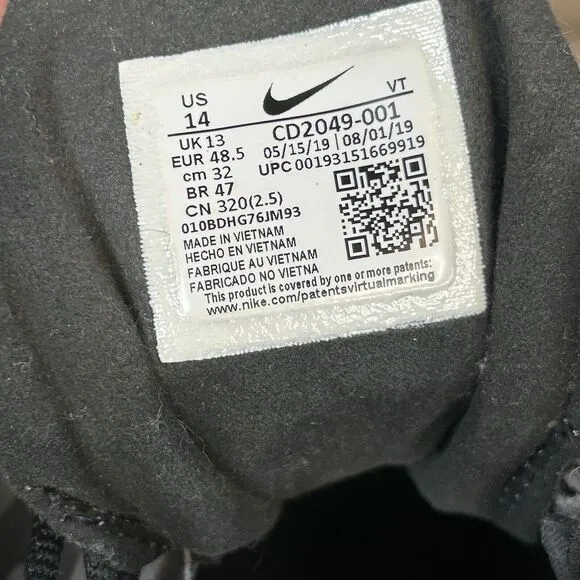 US
14
UK 13
EUR 48.5
cm 32
BR 47
CN 320(2.5)
010BDHG76JM93
MADE IN VIETNAM
HECHO EN VIETNAM
FABRIQUE AU VIETNAM
FABRICADO NO VIETNA
VT
CD2049-001
05/15/19 | 08/01/19
UPC 00193151669919
This product is covered by one or more patents:
www.nike.com/patentsvirtualmarking